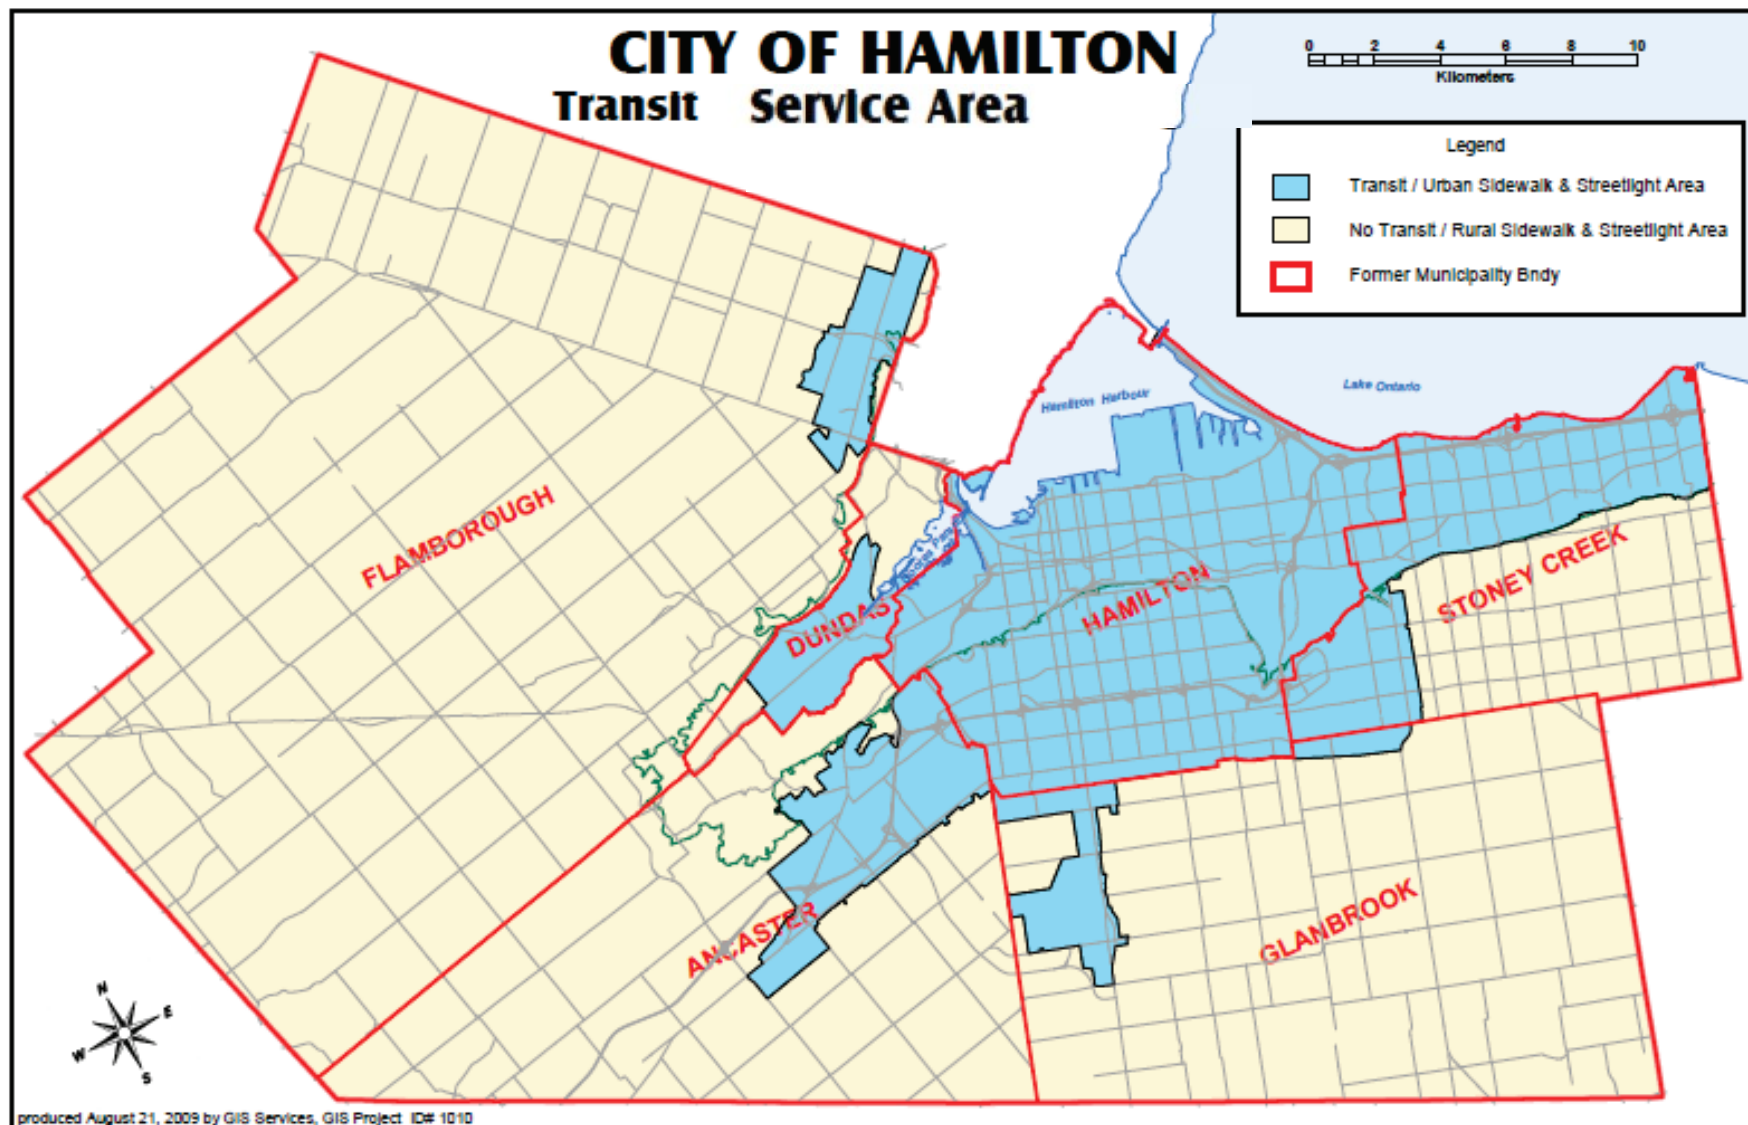 CITY OF HAMILTON
Transit Service Area
0 2 4 6 8 10
Kilometers
Legend
Transit / Urban Sidewalk & Streetlight Area
No Transit / Rural Sidewalk & Streetlight Area
Former Municipality Bndy
Lake Ontario
Hamilton Harbour
FLAMBOROUGH
STONEY CREEK
HAMILTON
DUNDAS
ANCASTER
GLANBROOK
N
E
W
S
produced August 21, 2009 by GIS Services, GIS Project ID# 1010